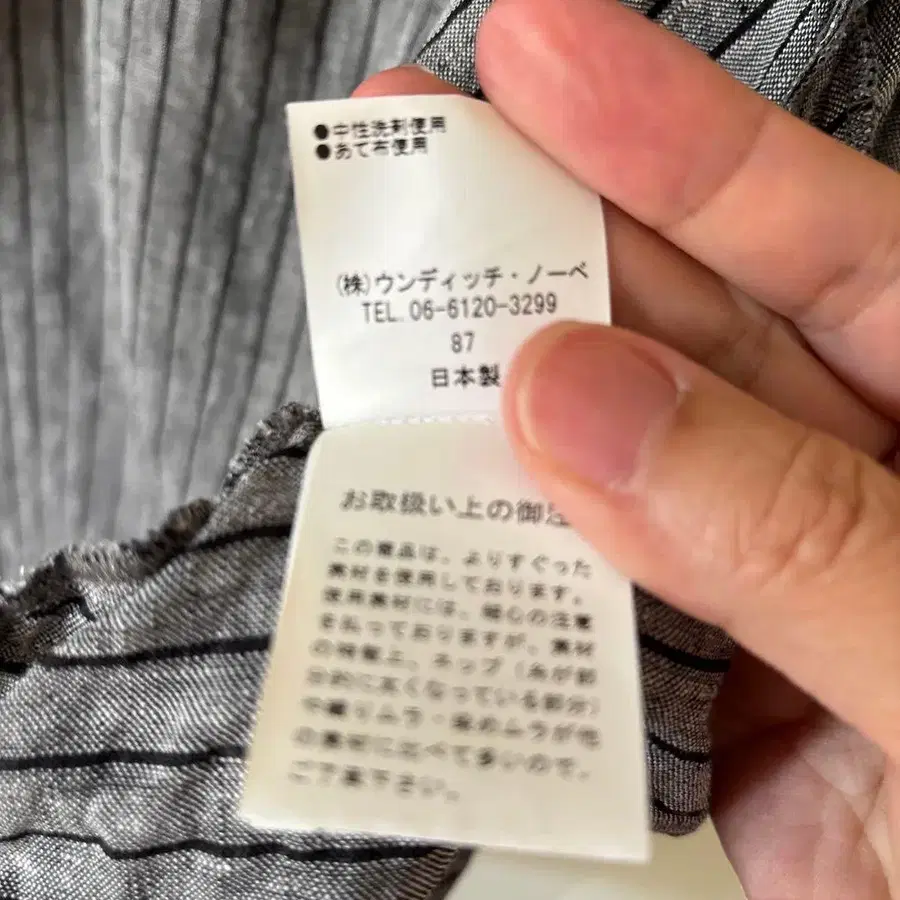 ●中性洗剤使用
●あて布使用
(株)ウンディッチ・ノーベ
TEL.06-6120-3299
87
日本製
お取扱い上の御注
この商品は、よりすぐった
素材を使用しております。
使用素材には、細心の注意
を払っておりますが、素材
の特徴上、ネップ(糸が部
分的に太くなっている部分)
や織りムラ・染めムラが他
の素材に比べて多いので、
ご了承下さい。